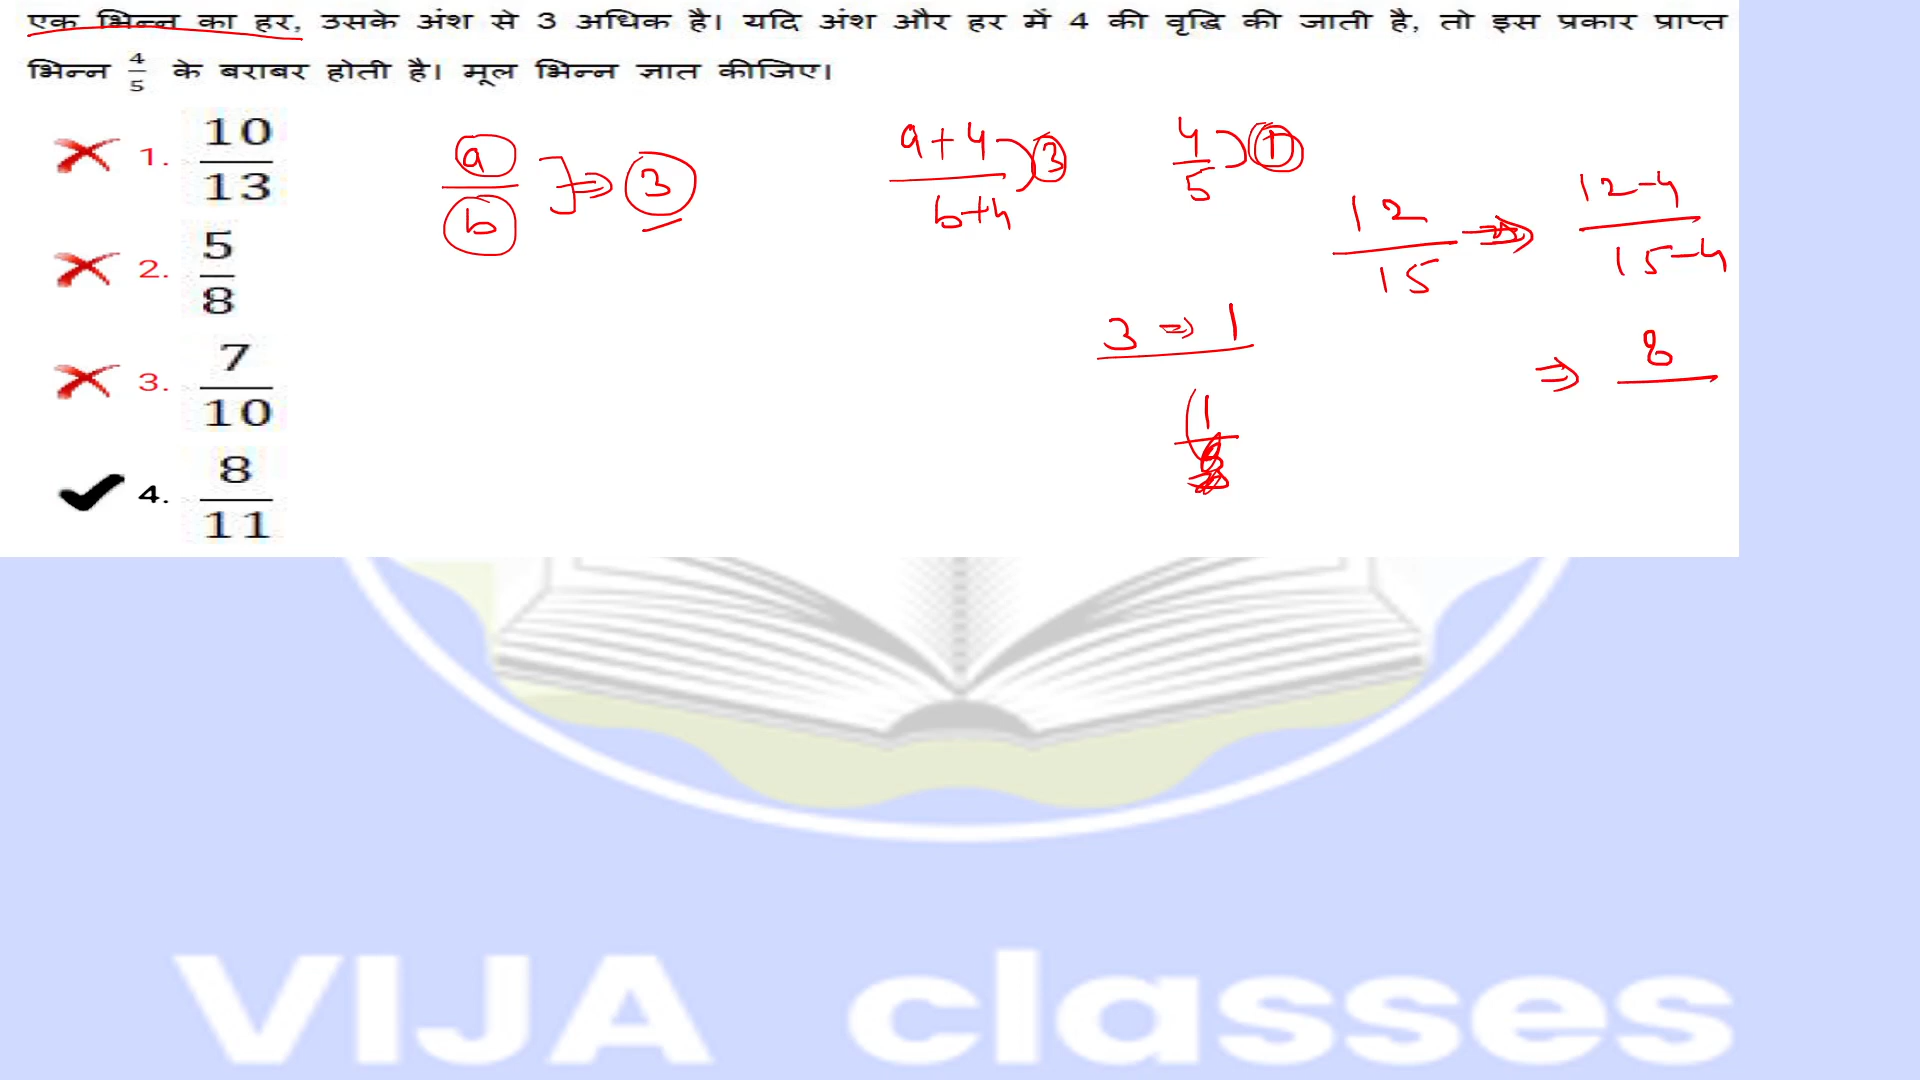 एक भिन्न का हर, उसके अंश से 3 अधिक है। यदि अंश और हर में 4 की वृद्धि की जाती है, तो इस प्रकार प्राप्त
भिन्न 4/5 के बराबर होती है। मूल भिन्न ज्ञात कीजिए।
1. 10/13
2. 5/8
3. 7/10
4. 8/11
a/b ⇒ 3
a+4/b+4 3
4/5 1
12/15 ⇒ 12-4/15-4
3 ⇒ 1
⇒ 8
1
VIJA classes